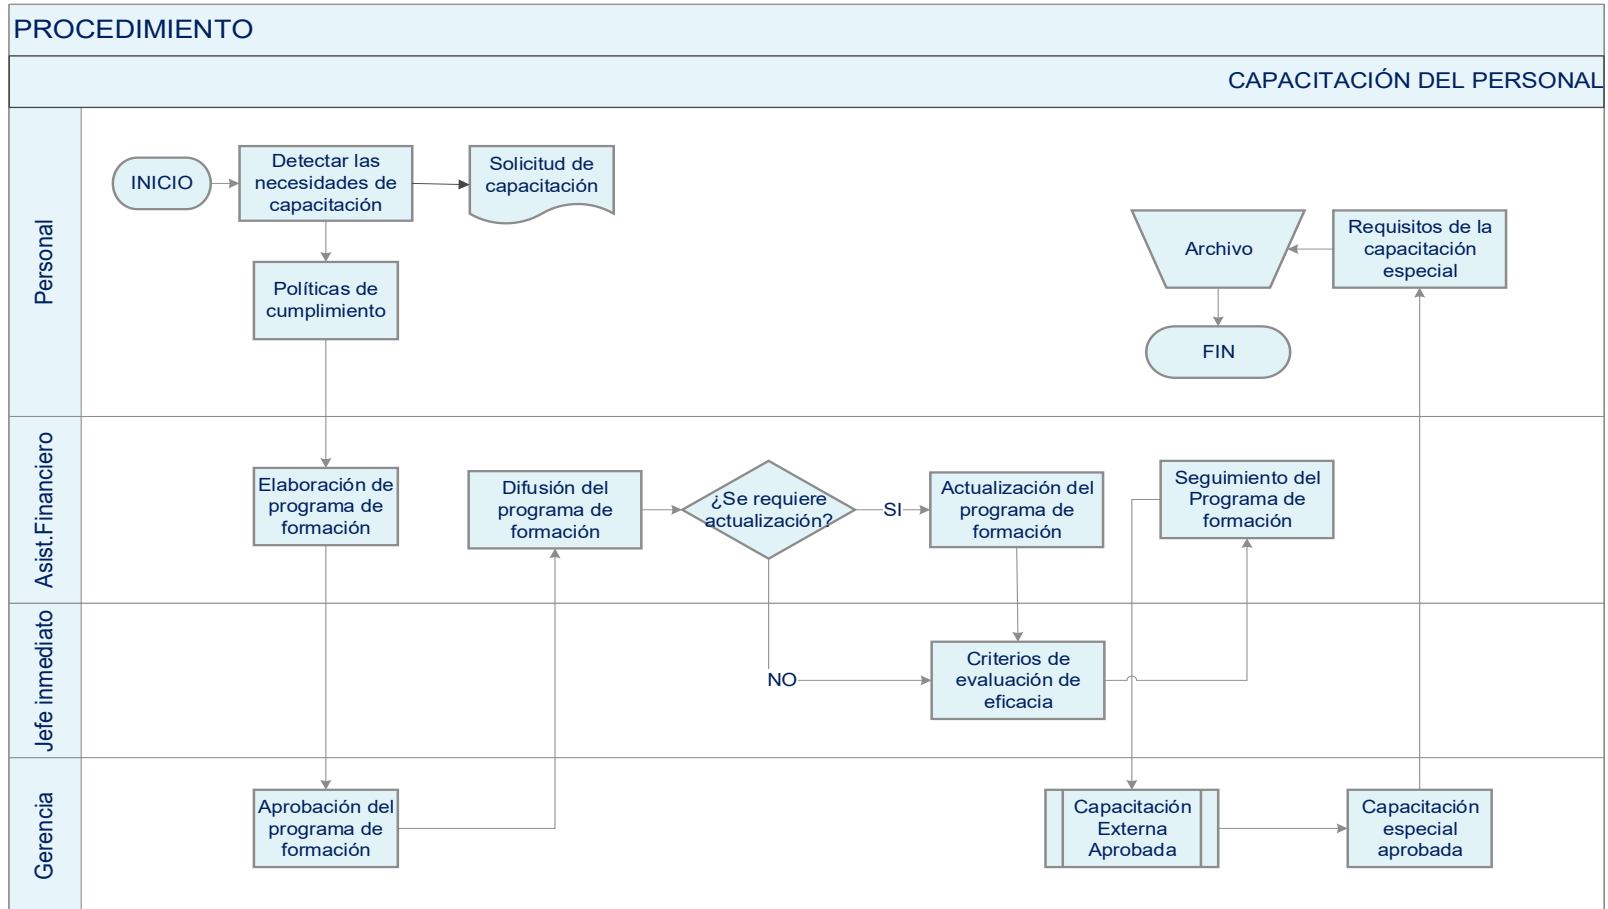 PROCEDIMIENTO
CAPACITACIÓN DEL PERSONAL
Personal
INICIO
Detectar las
necesidades de
capacitación
Solicitud de
capacitación
Políticas de
cumplimiento
Archivo
Requisitos de la
capacitación
especial
FIN
Asist.Financiero
Elaboración de
programa de
formación
Difusión del
programa de
formación
¿Se requiere
actualización?
SI
Actualización del
programa de
formación
Seguimiento del
Programa de
formación
Jefe inmediato
NO
Criterios de
evaluación de
eficacia
Gerencia
Aprobación del
programa de
formación
Capacitación
Externa
Aprobada
Capacitación
especial
aprobada